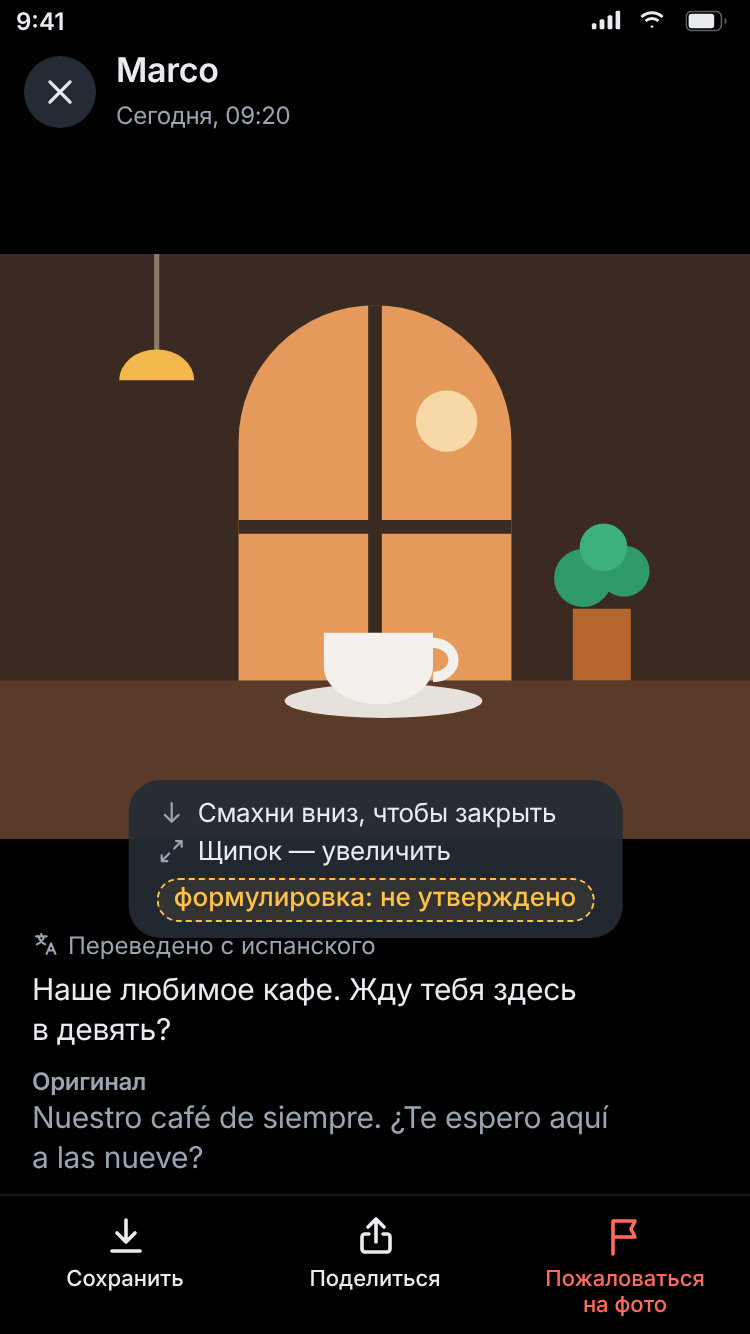 9:41
Marco
Сегодня, 09:20
Смахни вниз, чтобы закрыть
Щипок — увеличить
формулировка: не утверждено
Переведено с испанского
Наше любимое кафе. Жду тебя здесь
в девять?
Оригинал
Nuestro café de siempre. ¿Te espero aquí
a las nueve?
Сохранить
Поделиться
Пожаловаться
на фото